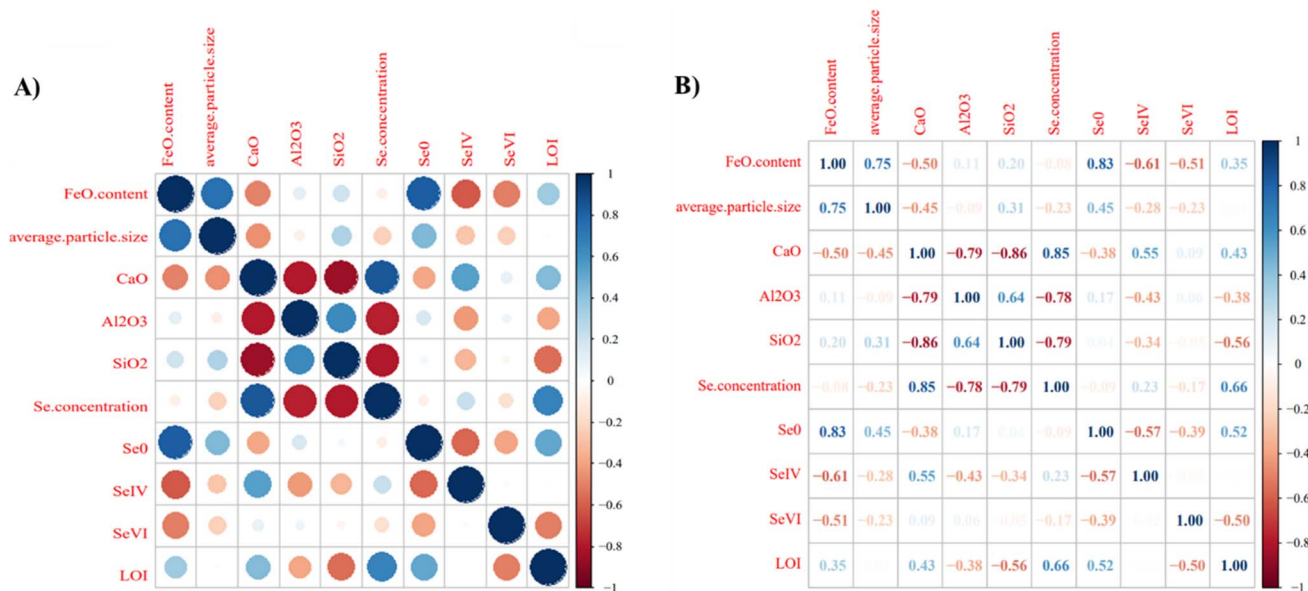 A)
FeO.content
average.particle.size
CaO
Al2O3
SiO2
Se.concentration
Se0
SeIV
SeVI
LOI
FeO.content
average.particle.size
CaO
Al2O3
SiO2
Se.concentration
Se0
SeIV
SeVI
LOI
1
0.8
0.6
0.4
0.2
0
−0.2
−0.4
−0.6
−0.8
−1
B)
FeO.content
average.particle.size
CaO
Al2O3
SiO2
Se.concentration
Se0
SeIV
SeVI
LOI
FeO.content 1.00 0.75 −0.50 0.11 0.20 −0.08 0.83 −0.61 −0.51 0.35
average.particle.size 0.75 1.00 −0.45 −0.09 0.31 −0.23 0.45 −0.28 −0.23
CaO −0.50 −0.45 1.00 −0.79 −0.86 0.85 −0.38 0.55 0.09 0.43
Al2O3 0.11 −0.09 −0.79 1.00 0.64 −0.78 0.17 −0.43 0.06 −0.38
SiO2 0.20 0.31 −0.86 0.64 1.00 −0.79 0.04 −0.34 −0.05 −0.56
Se.concentration −0.08 −0.23 0.85 −0.78 −0.79 1.00 −0.09 0.23 −0.17 0.66
Se0 0.83 0.45 −0.38 0.17 0.04 −0.09 1.00 −0.57 −0.39 0.52
SeIV −0.61 −0.28 0.55 −0.43 −0.34 0.23 −0.57 1.00
SeVI −0.51 −0.23 0.09 0.06 −0.05 −0.17 −0.39 1.00 −0.50
LOI 0.35 0.43 −0.38 −0.56 0.66 0.52 −0.50 1.00
1
0.8
0.6
0.4
0.2
0
−0.2
−0.4
−0.6
−0.8
−1